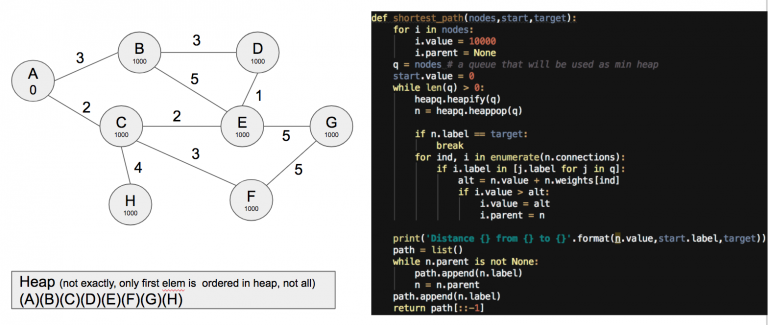 3
B
1000
3
D
1000
A
0
5
1
2
C
1000
2
E
1000
5
G
1000
3
4
5
H
1000
F
1000
Heap (not exactly, only first elem is ordered in heap, not all)
(A)(B)(C)(D)(E)(F)(G)(H)
def shortest_path(nodes,start,target):
    for i in nodes:
        i.value = 10000
        i.parent = None
    q = nodes # a queue that will be used as min heap
    start.value = 0
    while len(q) > 0:
        heapq.heapify(q)
        n = heapq.heappop(q)

        if n.label == target:
            break
        for ind, i in enumerate(n.connections):
            if i.label in [j.label for j in q]:
                alt = n.value + n.weights[ind]
                if i.value > alt:
                    i.value = alt
                    i.parent = n

    print('Distance {} from {} to {}'.format(n.value,start.label,target))
    path = list()
    while n.parent is not None:
        path.append(n.label)
        n = n.parent
    path.append(n.label)
    return path[::-1]